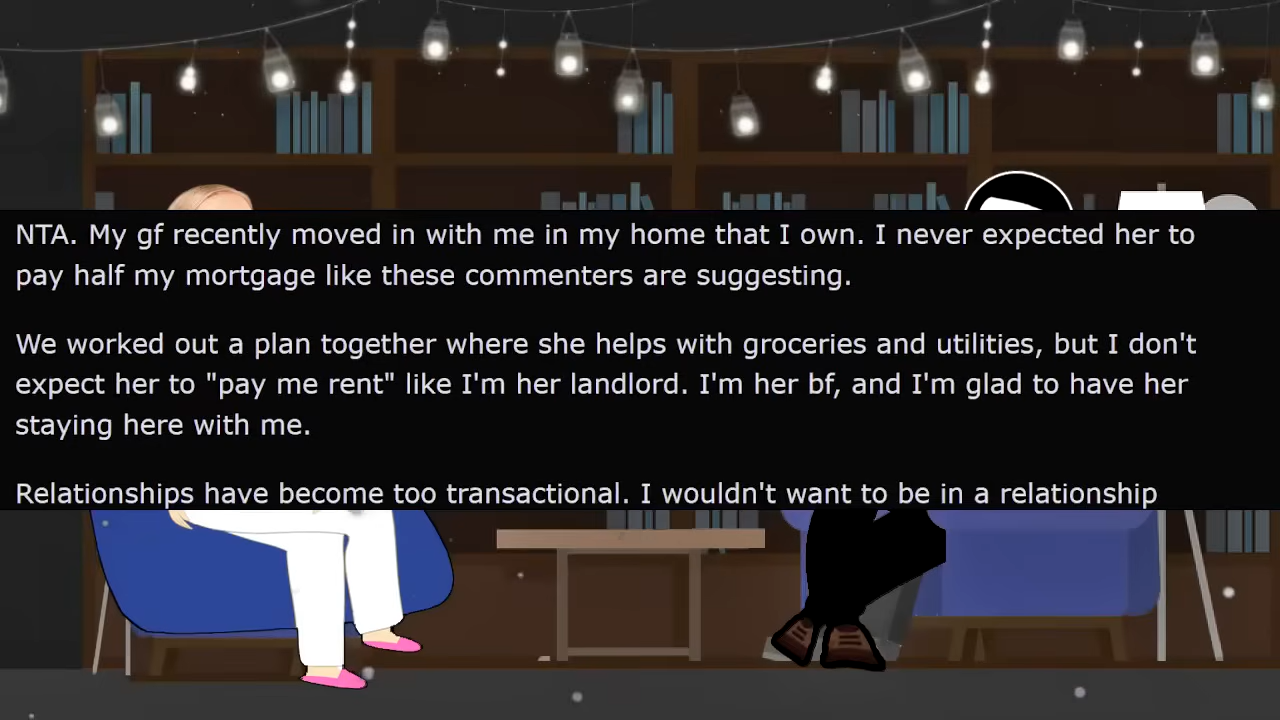 NTA. My gf recently moved in with me in my home that I own. I never expected her to
pay half my mortgage like these commenters are suggesting.
We worked out a plan together where she helps with groceries and utilities, but I don't
expect her to "pay me rent" like I'm her landlord. I'm her bf, and I'm glad to have her
staying here with me.
Relationships have become too transactional. I wouldn't want to be in a relationship